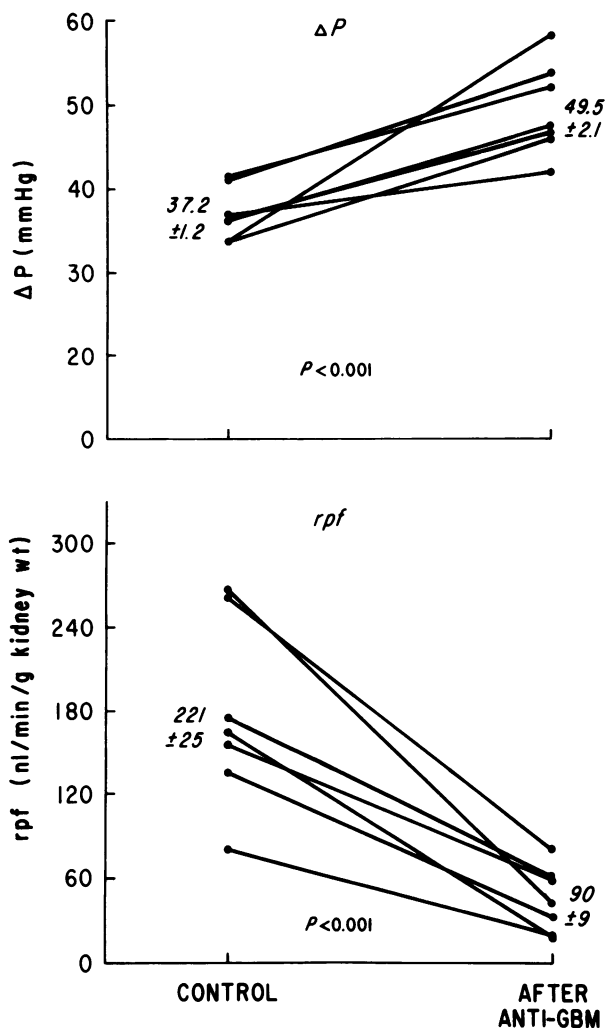 ΔP
60
50
40
30
20
0
ΔP (mmHg)
37.2
±1.2
49.5
±2.1
P<0.001
rpf
300
240
180
120
60
0
rpf (nl/min/g kidney wt)
221
±25
90
±9
P<0.001
CONTROL
AFTER
ANTI-GBM